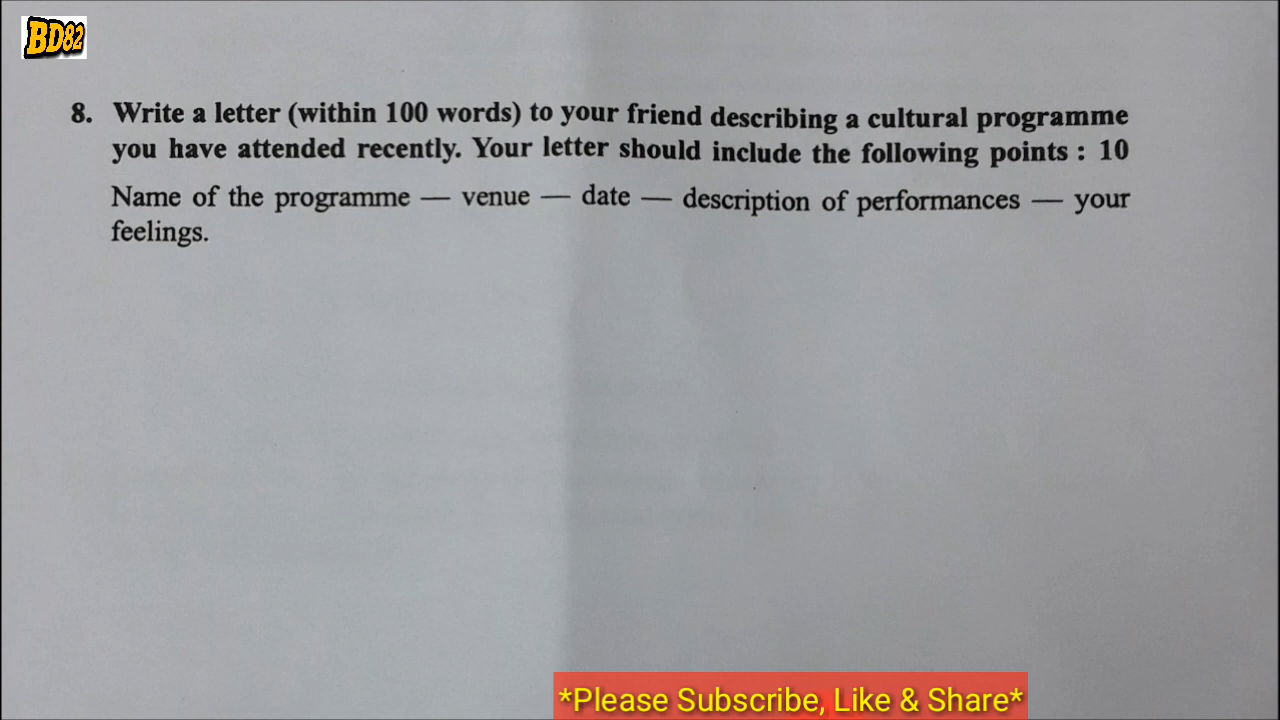 BD82
8. Write a letter (within 100 words) to your friend describing a cultural programme
you have attended recently. Your letter should include the following points : 10
Name of the programme — venue — date — description of performances — your
feelings.
*Please Subscribe, Like & Share*